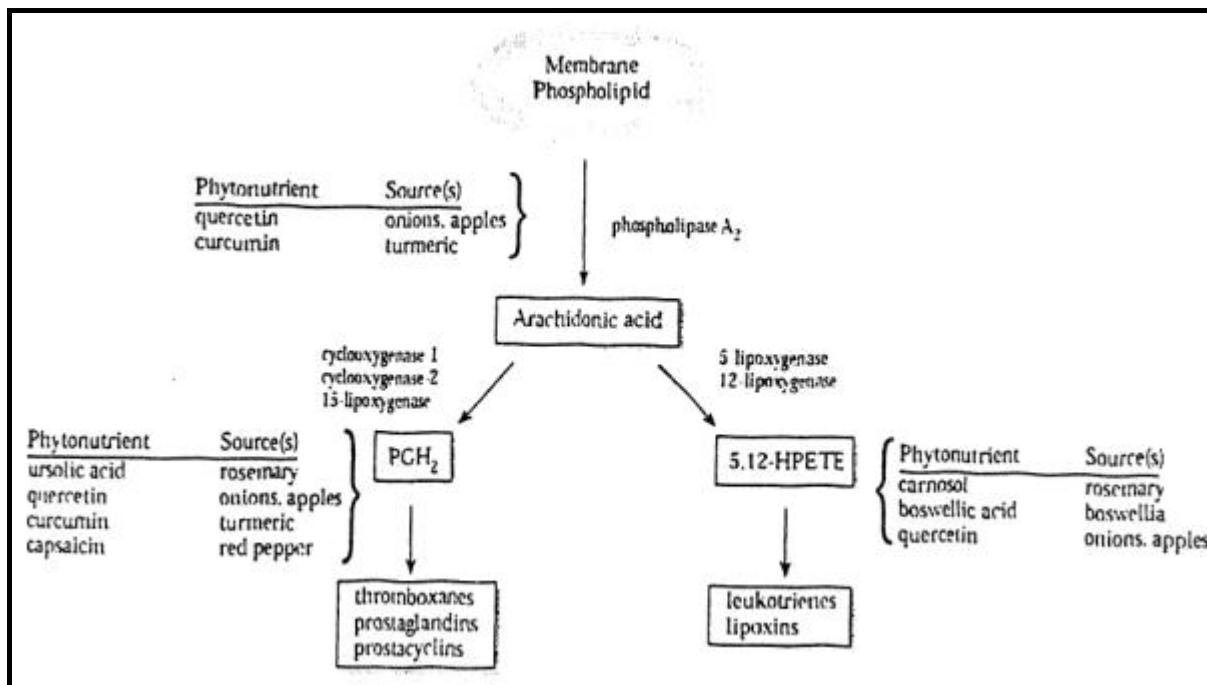 Membrane
Phospholipid
Phytonutrient Source(s)
quercetin onions, apples
curcumin turmeric
phospholipase A₂
Arachidonic acid
cyclooxygenase 1
cyclooxygenase-2
15-lipoxygenase
5 lipoxygenase
12-lipoxygenase
Phytonutrient Source(s)
ursolic acid rosemary
quercetin onions, apples
curcumin turmeric
capsaicin red pepper
PGH₂
5,12-HPETE
Phytonutrient Source(s)
carnosol rosemary
boswellic acid boswellia
quercetin onions, apples
thromboxanes
prostaglandins
prostacyclins
leukotrienes
lipoxins